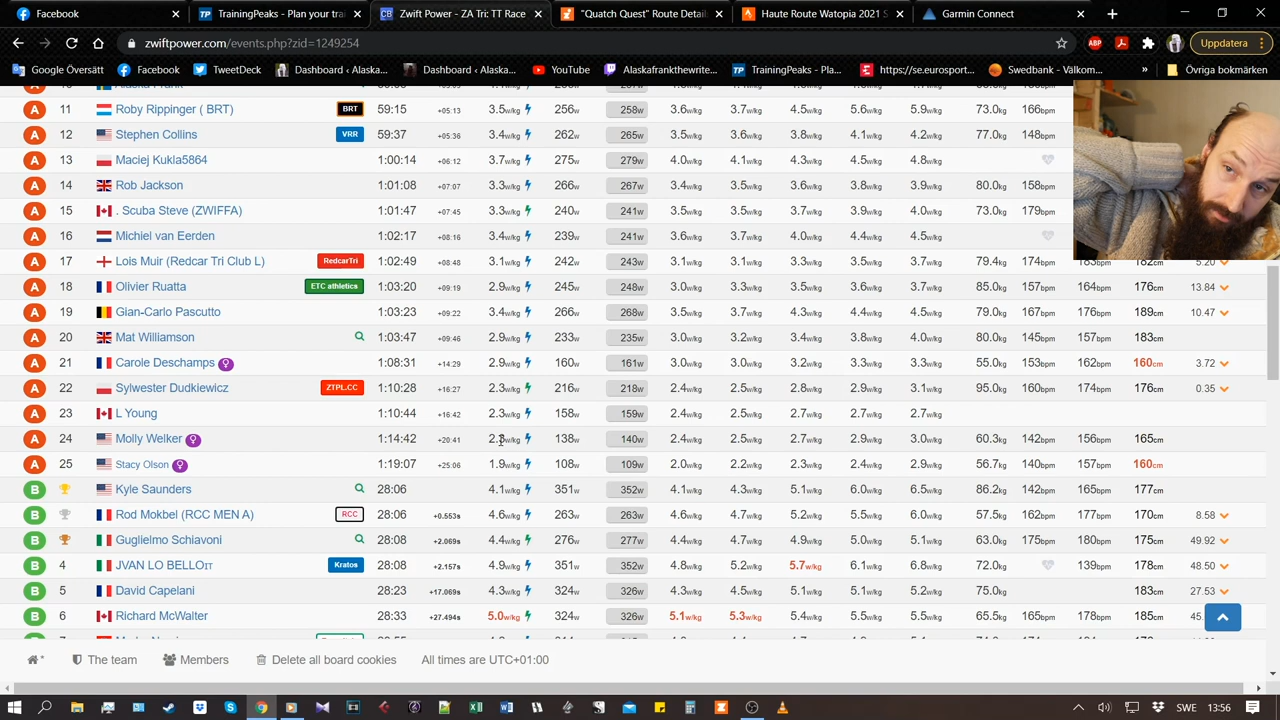 Facebook TrainingPeaks - Plan your trai Zwift Power - ZA Tri: TT Race "Quatch Quest" Route Detail Haute Route Watopia 2021 S Garmin Connect
zwiftpower.com/events.php?zid=1249254 ABP Uppdatera
Google Översätt Facebook TweetDeck Dashboard ‹ Alaska... Dashboard ‹ Alaska... YouTube Alaskafrankthewrite... TrainingPeaks - Pla... https://se.eurosport... Swedbank - Välkom... » Övriga bokmärken
A 11 Roby Rippinger ( BRT) BRT 59:15 +05:13 3.5w/kg 256w 258w 3.6w/kg 3.7w/kg 4.5w/kg 5.6w/kg 5.9w/kg 73.0kg 166bpm
A 12 Stephen Collins VRR 59:37 +05:36 3.4w/kg 262w 265w 3.5w/kg 3.6w/kg 3.8w/kg 4.1w/kg 4.2w/kg 77.0kg 148bpm
A 13 Maciej Kukla5864 1:00:14 +06:12 3.7w/kg 275w 279w 4.0w/kg 4.1w/kg 4.3w/kg 4.5w/kg 4.8w/kg
A 14 Rob Jackson 1:01:08 +07:07 3.3w/kg 266w 267w 3.4w/kg 3.5w/kg 3.6w/kg 3.8w/kg 3.9w/kg 80.0kg 158bpm
A 15 . Scuba Steve (ZWIFFA) 1:01:47 +07:45 3.3w/kg 240w 241w 3.5w/kg 3.5w/kg 3.7w/kg 3.9w/kg 4.0w/kg 73.0kg 179bpm
A 16 Michiel van Eerden 1:02:17 +08:16 3.4w/kg 239w 241w 3.6w/kg 3.7w/kg 4.0w/kg 4.4w/kg 4.5w/kg
A 17 Lois Muir (Redcar Tri Club L) RedcarTri 1:02:49 +08:48 3.1w/kg 242w 243w 3.1w/kg 3.1w/kg 3.2w/kg 3.3w/kg 3.4w/kg 79.4kg 174bpm 183bpm 182cm 5.20
A 18 Olivier Ruatta ETC athletics 1:03:20 +09:19 2.9w/kg 245w 248w 3.0w/kg 3.3w/kg 3.5w/kg 3.6w/kg 3.7w/kg 85.0kg 157bpm 164bpm 176cm 13.84
A 19 Gian-Carlo Pascutto 1:03:23 +09:22 3.4w/kg 266w 268w 3.5w/kg 3.7w/kg 4.3w/kg 4.4w/kg 4.5w/kg 79.0kg 167bpm 176bpm 189cm 10.47
A 20 Mat Williamson 1:03:47 +09:46 2.9w/kg 233w 235w 3.0w/kg 3.2w/kg 3.4w/kg 3.8w/kg 4.0w/kg 80.0kg 145bpm 157bpm 183cm
A 21 Carole Deschamps 1:08:31 +14:29 2.9w/kg 160w 161w 3.0w/kg 3.0w/kg 3.1w/kg 3.2w/kg 3.3w/kg 55.0kg 153bpm 162bpm 160cm 3.72
A 22 Sylwester Dudkiewicz ZTPL.CC 1:10:28 +16:27 2.3w/kg 216w 218w 2.4w/kg 2.5w/kg 2.8w/kg 2.9w/kg 3.1w/kg 95.0kg 160bpm 174bpm 176cm 0.35
A 23 L Young 1:10:44 +16:42 2.3w/kg 158w 159w 2.4w/kg 2.5w/kg 2.7w/kg 2.7w/kg 2.7w/kg
A 24 Molly Welker 1:14:42 +20:41 2.3w/kg 138w 140w 2.4w/kg 2.5w/kg 2.7w/kg 2.9w/kg 3.0w/kg 60.3kg 142bpm 156bpm 165cm
A 25 Stacy Olson 1:19:07 +25:06 1.9w/kg 108w 109w 2.0w/kg 2.2w/kg 2.3w/kg 2.4w/kg 2.9w/kg 56.7kg 140bpm 157bpm 160cm
B Kyle Saunders 28:06 4.1w/kg 351w 352w 4.1w/kg 4.3w/kg 5.1w/kg 6.0w/kg 6.5w/kg 86.2kg 142bpm 165bpm 177cm
B Rod Mokbel (RCC MEN A) RCC 28:06 +0.553s 4.6w/kg 263w 263w 4.6w/kg 4.7w/kg 5.2w/kg 5.5w/kg 6.0w/kg 57.5kg 162bpm 177bpm 170cm 8.58
B Guglielmo Schiavoni 28:08 +2.069s 4.4w/kg 276w 277w 4.4w/kg 4.7w/kg 4.9w/kg 5.0w/kg 5.1w/kg 63.0kg 175bpm 180bpm 175cm 49.92
B 4 JVAN LO BELLOIT Kratos 28:08 +2.157s 4.9w/kg 351w 352w 4.8w/kg 5.2w/kg 5.7w/kg 6.1w/kg 6.8w/kg 72.0kg 139bpm 178cm 48.50
B 5 David Capelani 28:23 +17.069s 4.3w/kg 324w 326w 4.3w/kg 4.5w/kg 5.1w/kg 5.4w/kg 5.5w/kg 75.0kg 183cm 27.53
B 6 Richard McWalter 28:33 +27.494s 5.0w/kg 324w 326w 5.1w/kg 5.3w/kg 5.4w/kg 5.5w/kg 5.5w/kg 65.5kg 165bpm 178bpm 185cm 45.
The team Members Delete all board cookies All times are UTC+01:00
SWE 13:56